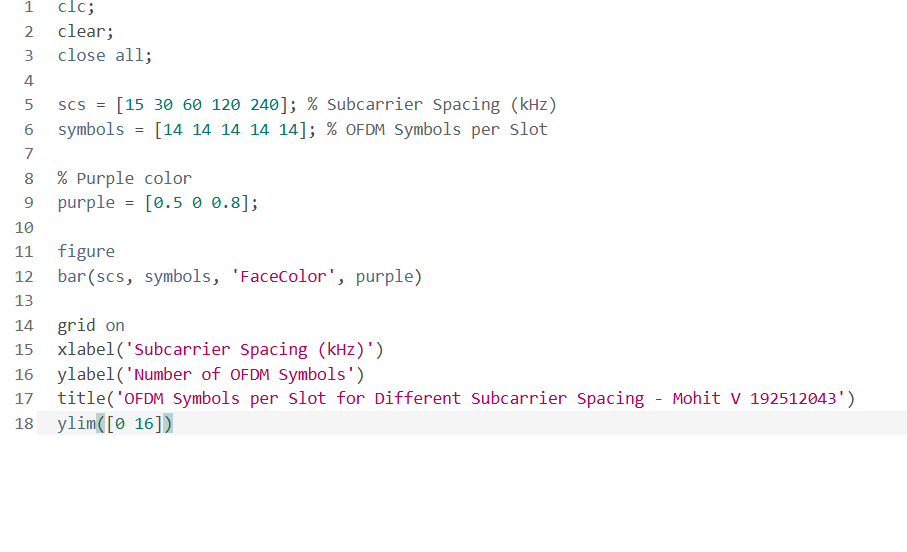 1 clc;
2 clear;
3 close all;
4
5 scs = [15 30 60 120 240]; % Subcarrier Spacing (kHz)
6 symbols = [14 14 14 14 14]; % OFDM Symbols per Slot
7
8 % Purple color
9 purple = [0.5 0 0.8];
10
11 figure
12 bar(scs, symbols, 'FaceColor', purple)
13
14 grid on
15 xlabel('Subcarrier Spacing (kHz)')
16 ylabel('Number of OFDM Symbols')
17 title('OFDM Symbols per Slot for Different Subcarrier Spacing - Mohit V 192512043')
18 ylim([0 16])